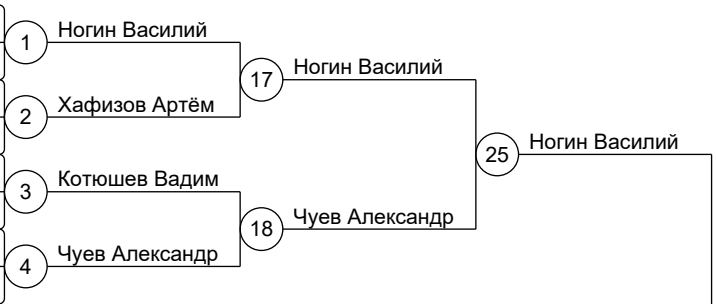 Ногин Василий
1
Ногин Василий
17
Хафизов Артём
2
Ногин Василий
25
Котюшев Вадим
3
Чуев Александр
18
Чуев Александр
4